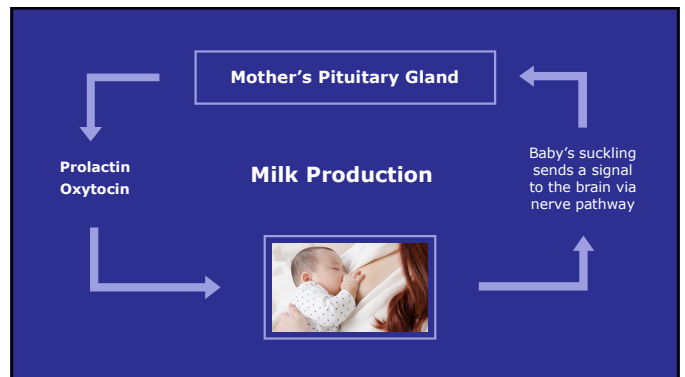 Mother's Pituitary Gland
Prolactin
Oxytocin
Milk Production
Baby's suckling
sends a signal
to the brain via
nerve pathway